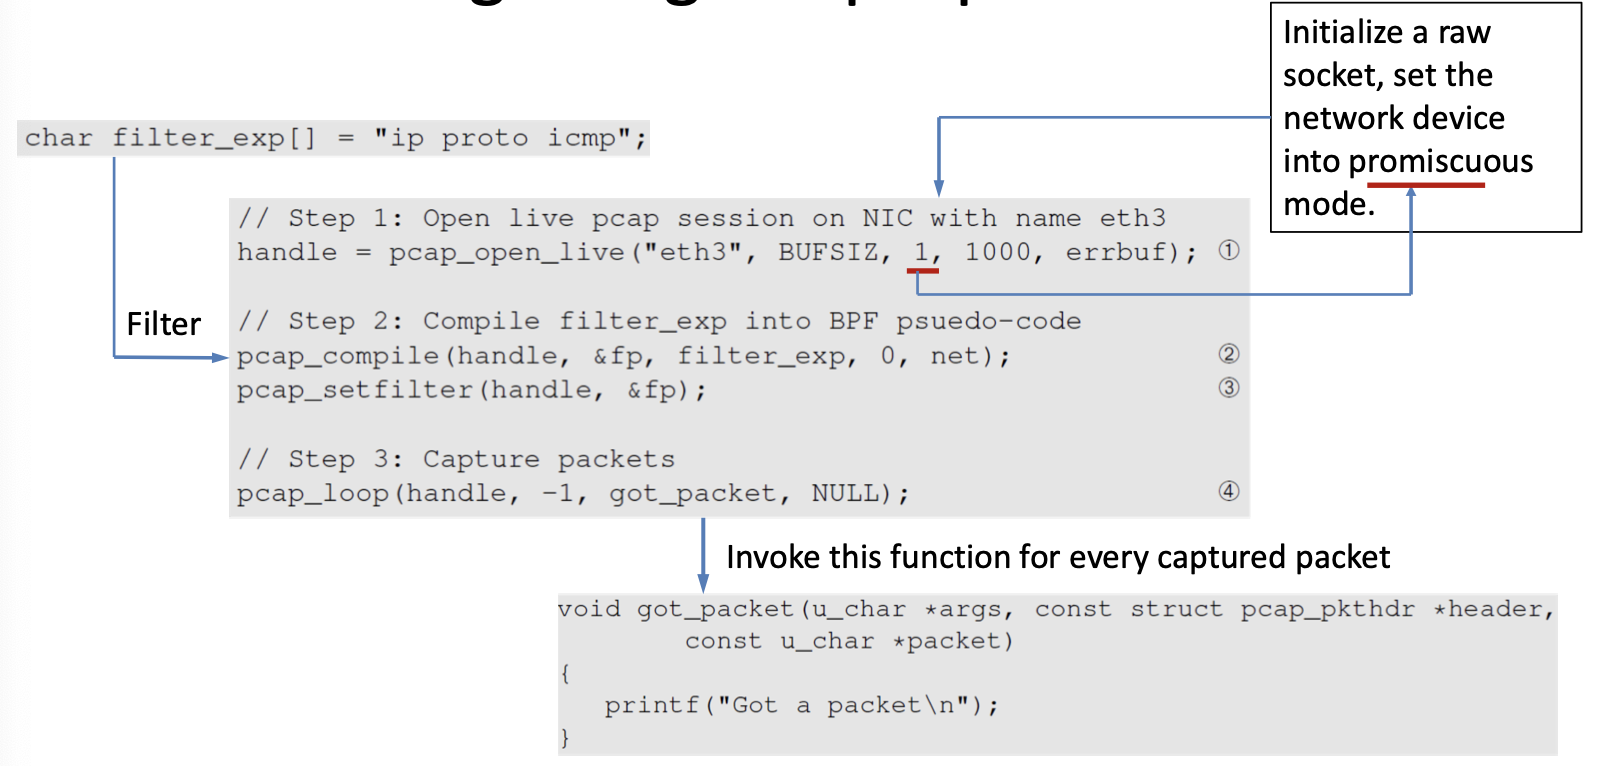 Initialize a raw
socket, set the
network device
into promiscuous
mode.
char filter_exp[] = "ip proto icmp";
// Step 1: Open live pcap session on NIC with name eth3
handle = pcap_open_live("eth3", BUFSIZ, 1, 1000, errbuf); ①
Filter
// Step 2: Compile filter_exp into BPF psuedo-code
pcap_compile(handle, &fp, filter_exp, 0, net); ②
pcap_setfilter(handle, &fp); ③
// Step 3: Capture packets
pcap_loop(handle, -1, got_packet, NULL); ④
Invoke this function for every captured packet
void got_packet(u_char *args, const struct pcap_pkthdr *header,
const u_char *packet)
{
printf("Got a packet\n");
}